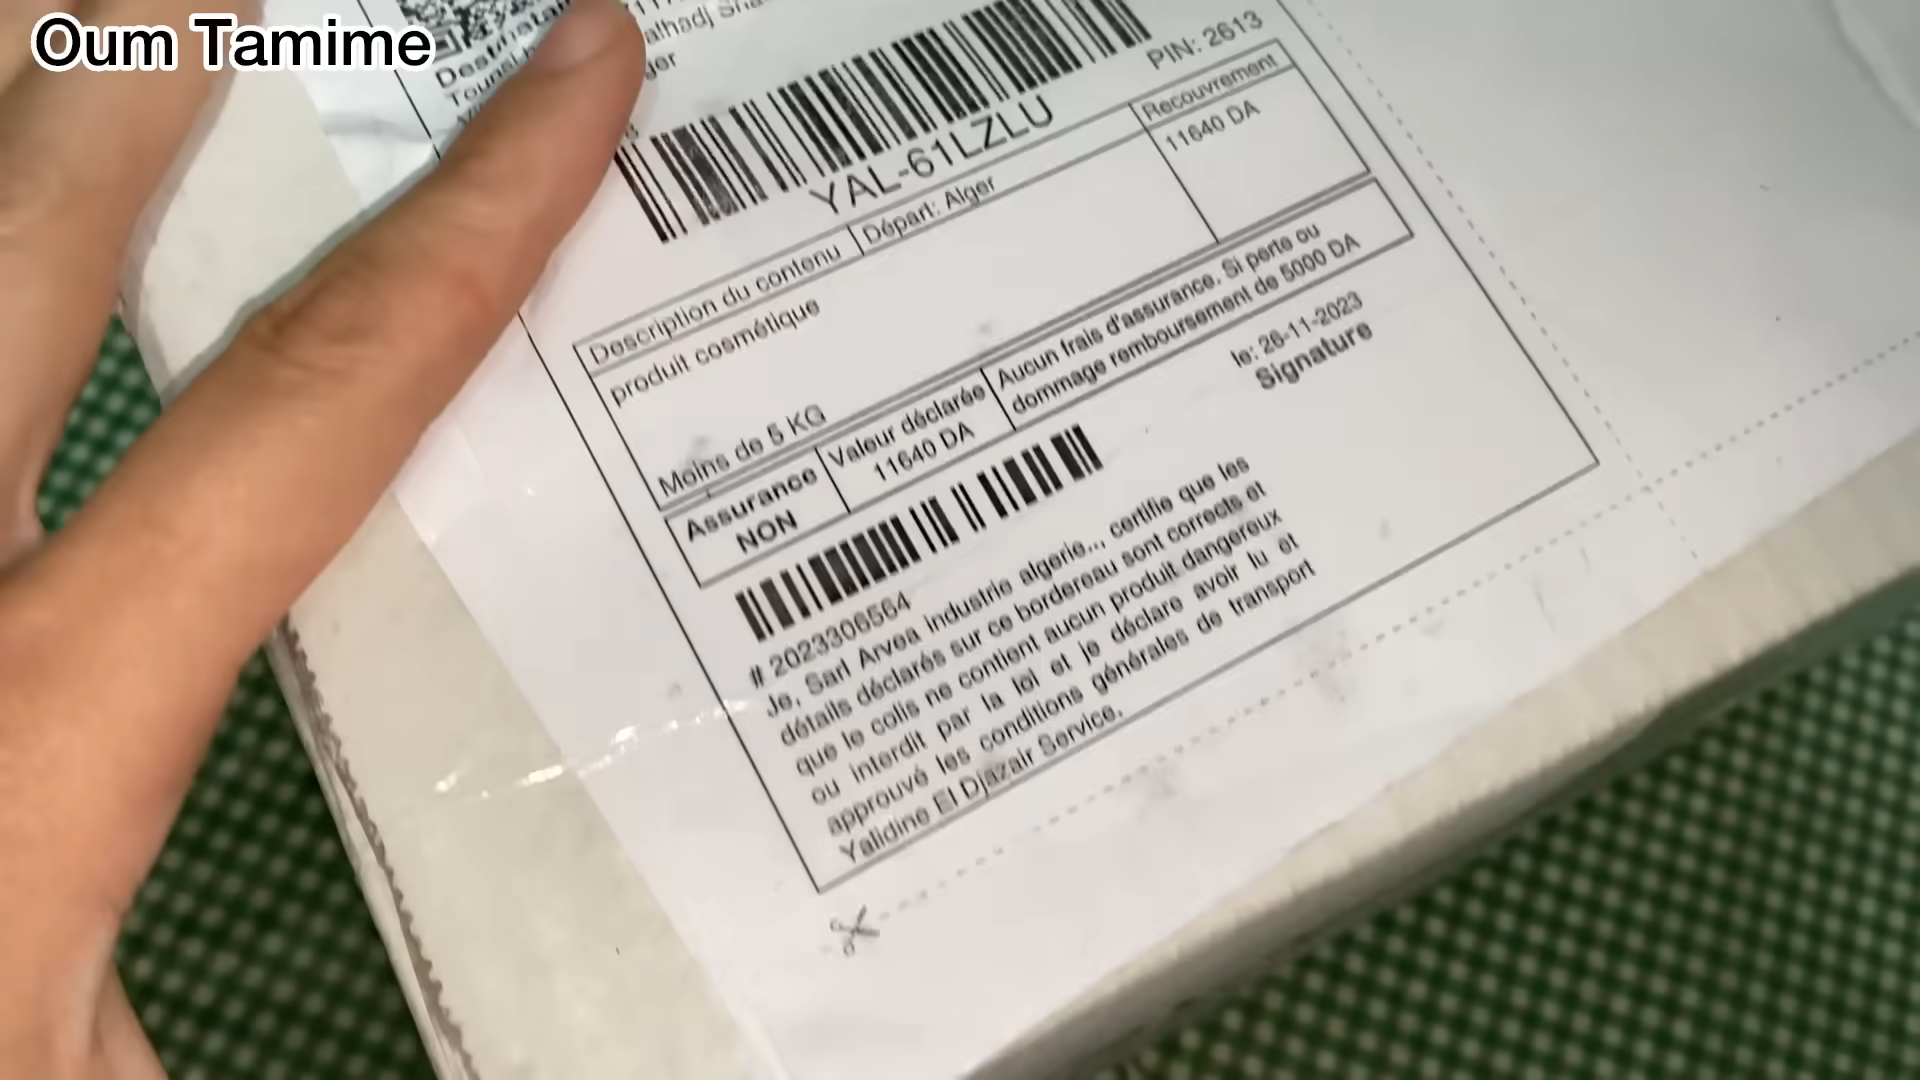 Oum Tamime
PIN: 2613
YAL-61LZLU
Description du contenu
Départ: Alger
Recouvrement
11640 DA
produit cosmétique
Moins de 5 KG
Assurance
NON
Valeur déclarée
11640 DA
Aucun frais d'assurance. Si perte ou
dommage remboursement de 5000 DA
le: 26-11-2023
Signature
# 2023306564
Je, Sarl Arvea industrie algerie..., certifie que les
détails déclarés sur ce bordereau sont corrects et
que le colis ne contient aucun produit dangereux
ou interdit par la loi et je déclare avoir lu et
approuvé les conditions générales de transport
Yalidine El Djazair Service.